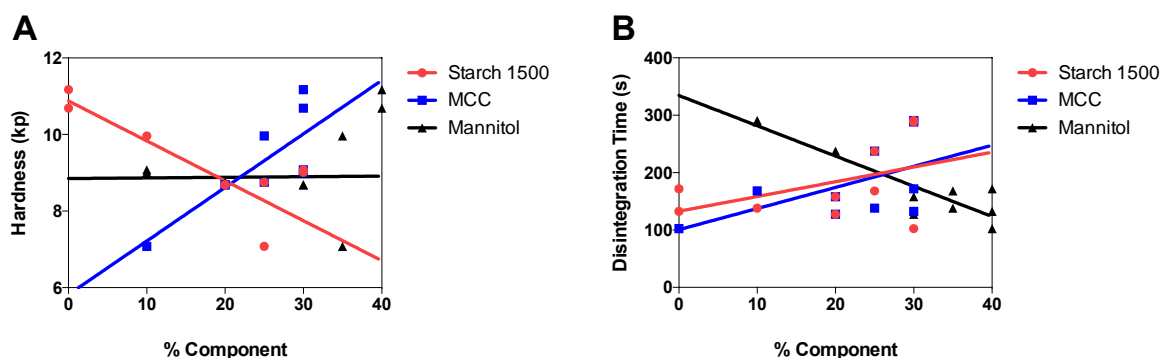 A
Hardness (kp)
12
10
8
6
0 10 20 30 40
% Component
Starch 1500
MCC
Mannitol
B
Disintegration Time (s)
400
300
200
100
0
0 10 20 30 40
% Component
Starch 1500
MCC
Mannitol